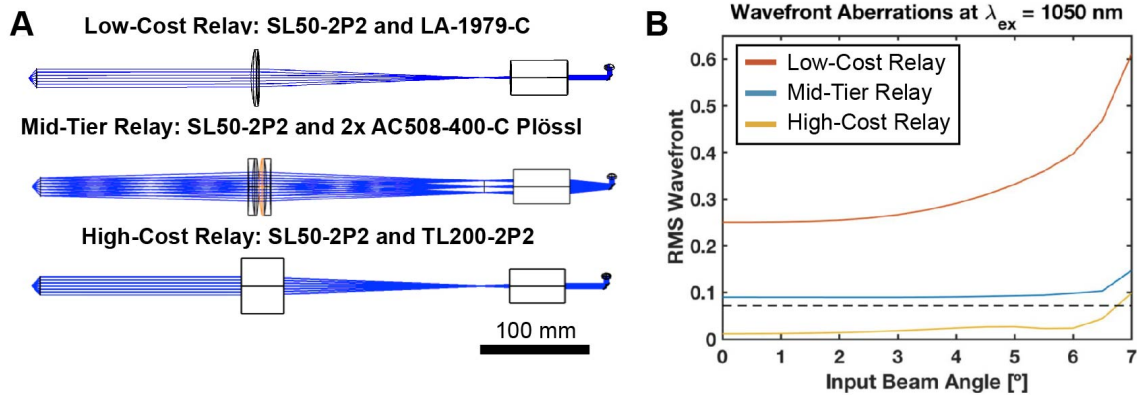 A
Low-Cost Relay: SL50-2P2 and LA-1979-C
Mid-Tier Relay: SL50-2P2 and 2x AC508-400-C Plössl
High-Cost Relay: SL50-2P2 and TL200-2P2
100 mm
B
Wavefront Aberrations at λex = 1050 nm
RMS Wavefront
0.6
0.5
0.4
0.3
0.2
0.1
0
Low-Cost Relay
Mid-Tier Relay
High-Cost Relay
0 1 2 3 4 5 6 7
Input Beam Angle [º]